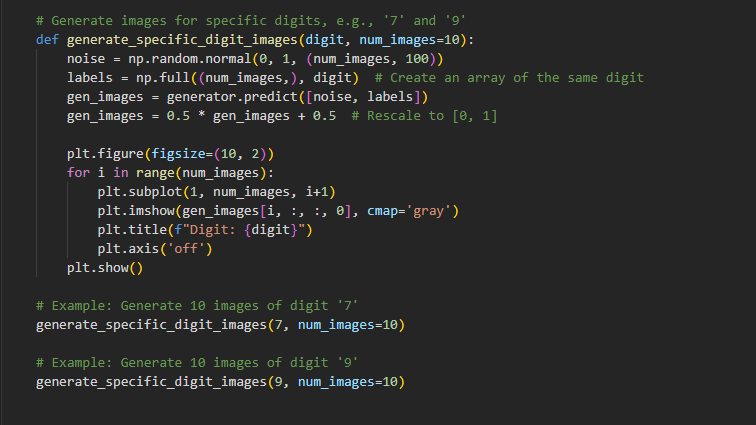 # Generate images for specific digits, e.g., '7' and '9'
def generate_specific_digit_images(digit, num_images=10):
    noise = np.random.normal(0, 1, (num_images, 100))
    labels = np.full((num_images,), digit)  # Create an array of the same digit
    gen_images = generator.predict([noise, labels])
    gen_images = 0.5 * gen_images + 0.5  # Rescale to [0, 1]

    plt.figure(figsize=(10, 2))
    for i in range(num_images):
        plt.subplot(1, num_images, i+1)
        plt.imshow(gen_images[i, :, :, 0], cmap='gray')
        plt.title(f"Digit: {digit}")
        plt.axis('off')
    plt.show()

# Example: Generate 10 images of digit '7'
generate_specific_digit_images(7, num_images=10)

# Example: Generate 10 images of digit '9'
generate_specific_digit_images(9, num_images=10)